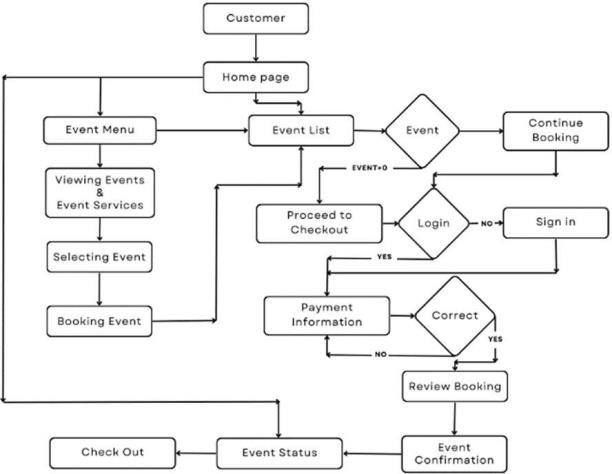 Customer
Home page
Event Menu
Event List
Event
Continue
Booking
EVENT>0
Viewing Events
&
Event Services
Proceed to
Checkout
Login
NO
Sign in
YES
Selecting Event
Booking Event
Payment
Information
Correct
YES
NO
Review Booking
Check Out
Event Status
Event
Confirmation